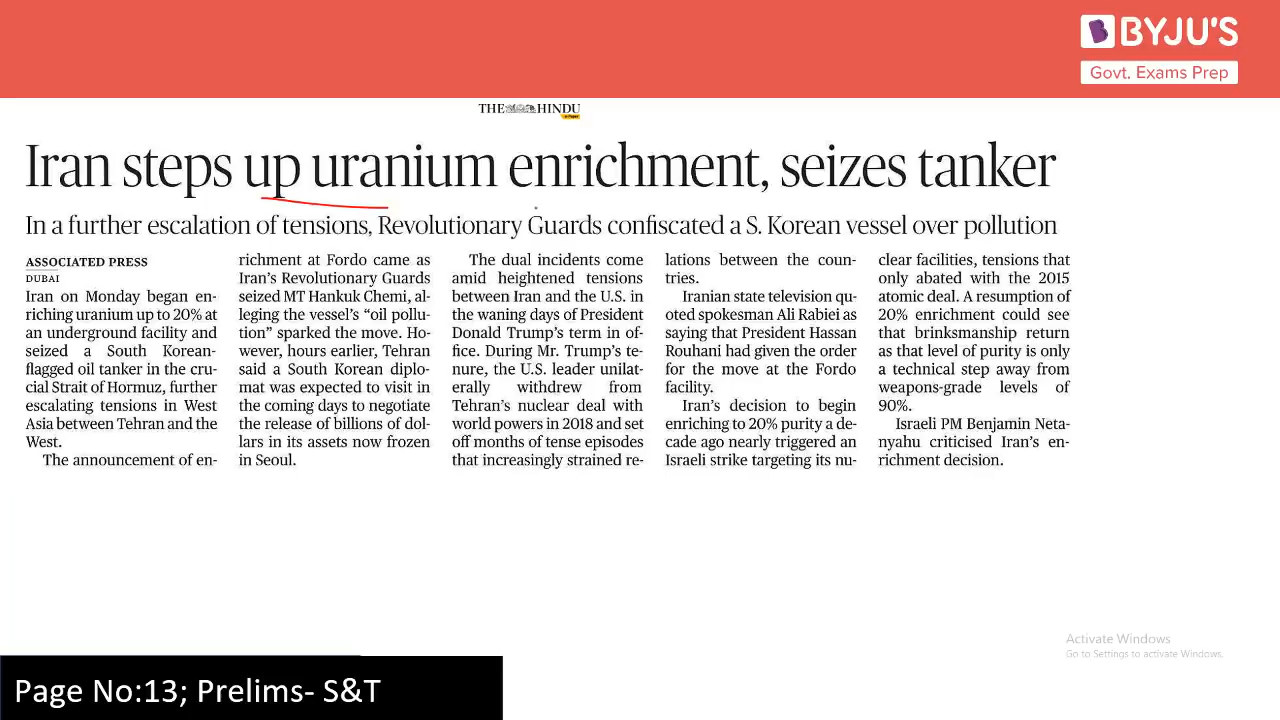 BYJU'S
Govt. Exams Prep
THE HINDU
Iran steps up uranium enrichment, seizes tanker
In a further escalation of tensions, Revolutionary Guards confiscated a S. Korean vessel over pollution
ASSOCIATED PRESS
DUBAI
Iran on Monday began en-
riching uranium up to 20% at
an underground facility and
seized a South Korean-
flagged oil tanker in the cru-
cial Strait of Hormuz, further
escalating tensions in West
Asia between Tehran and the
West.
The announcement of en-
richment at Fordo came as
Iran's Revolutionary Guards
seized MT Hankuk Chemi, al-
leging the vessel's “oil pollu-
tion” sparked the move. Ho-
wever, hours earlier, Tehran
said a South Korean diplo-
mat was expected to visit in
the coming days to negotiate
the release of billions of dol-
lars in its assets now frozen
in Seoul.
The dual incidents come
amid heightened tensions
between Iran and the U.S. in
the waning days of President
Donald Trump's term in of-
fice. During Mr. Trump's te-
nure, the U.S. leader unilat-
erally withdrew from
Tehran's nuclear deal with
world powers in 2018 and set
off months of tense episodes
that increasingly strained re-
lations between the coun-
tries.
Iranian state television qu-
oted spokesman Ali Rabiei as
saying that President Hassan
Rouhani had given the order
for the move at the Fordo
facility.
Iran's decision to begin
enriching to 20% purity a de-
cade ago nearly triggered an
Israeli strike targeting its nu-
clear facilities, tensions that
only abated with the 2015
atomic deal. A resumption of
20% enrichment could see
that brinksmanship return
as that level of purity is only
a technical step away from
weapons-grade levels of
90%.
Israeli PM Benjamin Neta-
nyahu criticised Iran's en-
richment decision.
Activate Windows
Go to Settings to activate Windows.
Page No:13; Prelims- S&T